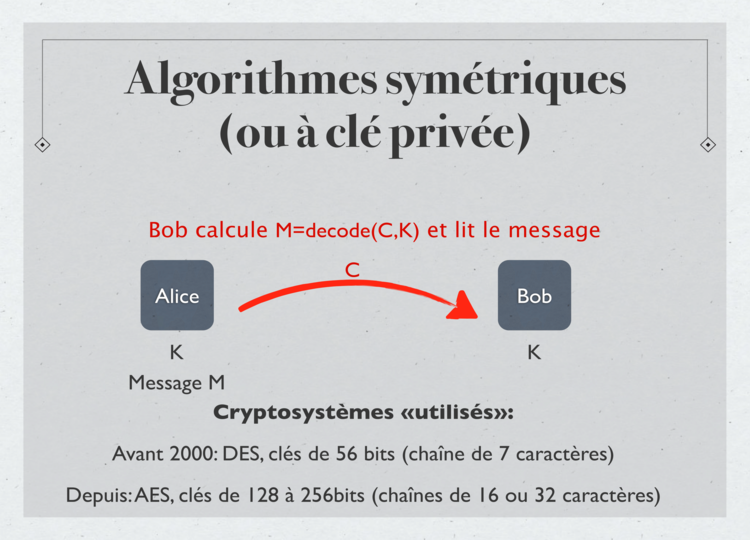 Algorithmes symétriques
(ou à clé privée)
Bob calcule M=decode(C,K) et lit le message
C
Alice
Bob
K
K
Message M
Cryptosystèmes «utilisés»:
Avant 2000: DES, clés de 56 bits (chaîne de 7 caractères)
Depuis: AES, clés de 128 à 256bits (chaînes de 16 ou 32 caractères)